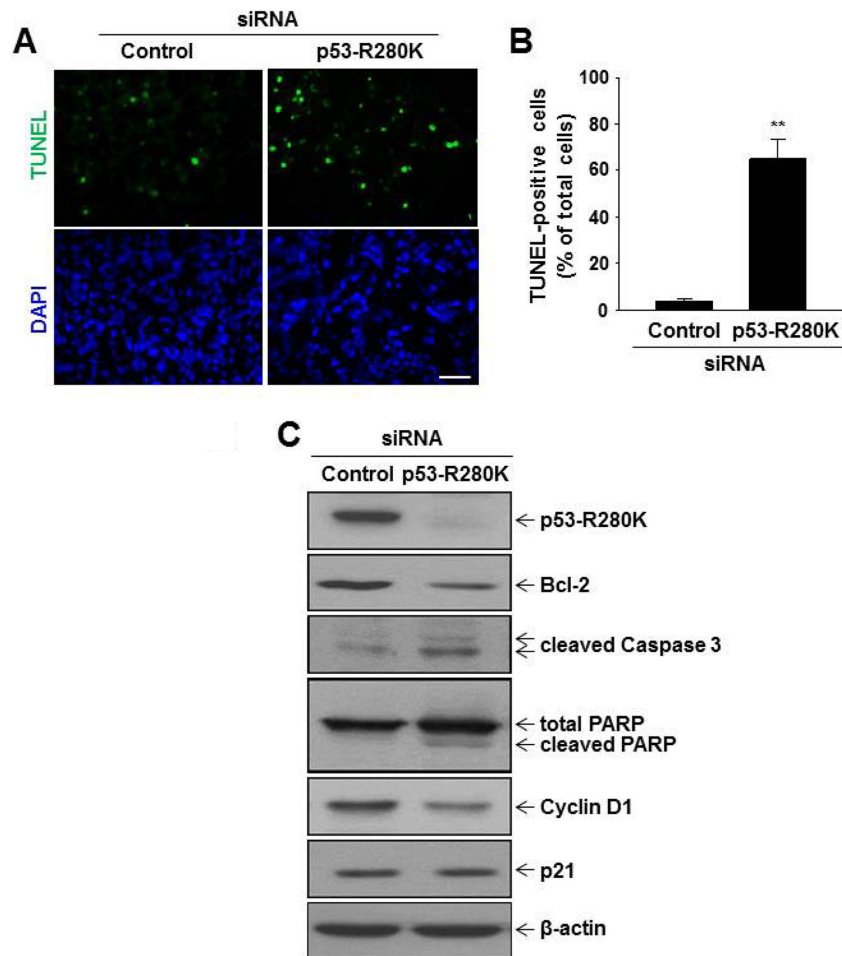 A
siRNA
Control p53-R280K
TUNEL
DAPI
B
TUNEL-positive cells
(% of total cells)
100
80
60
40
20
0
**
Control p53-R280K
siRNA
C
siRNA
Control p53-R280K
p53-R280K
Bcl-2
cleaved Caspase 3
total PARP
cleaved PARP
Cyclin D1
p21
β-actin